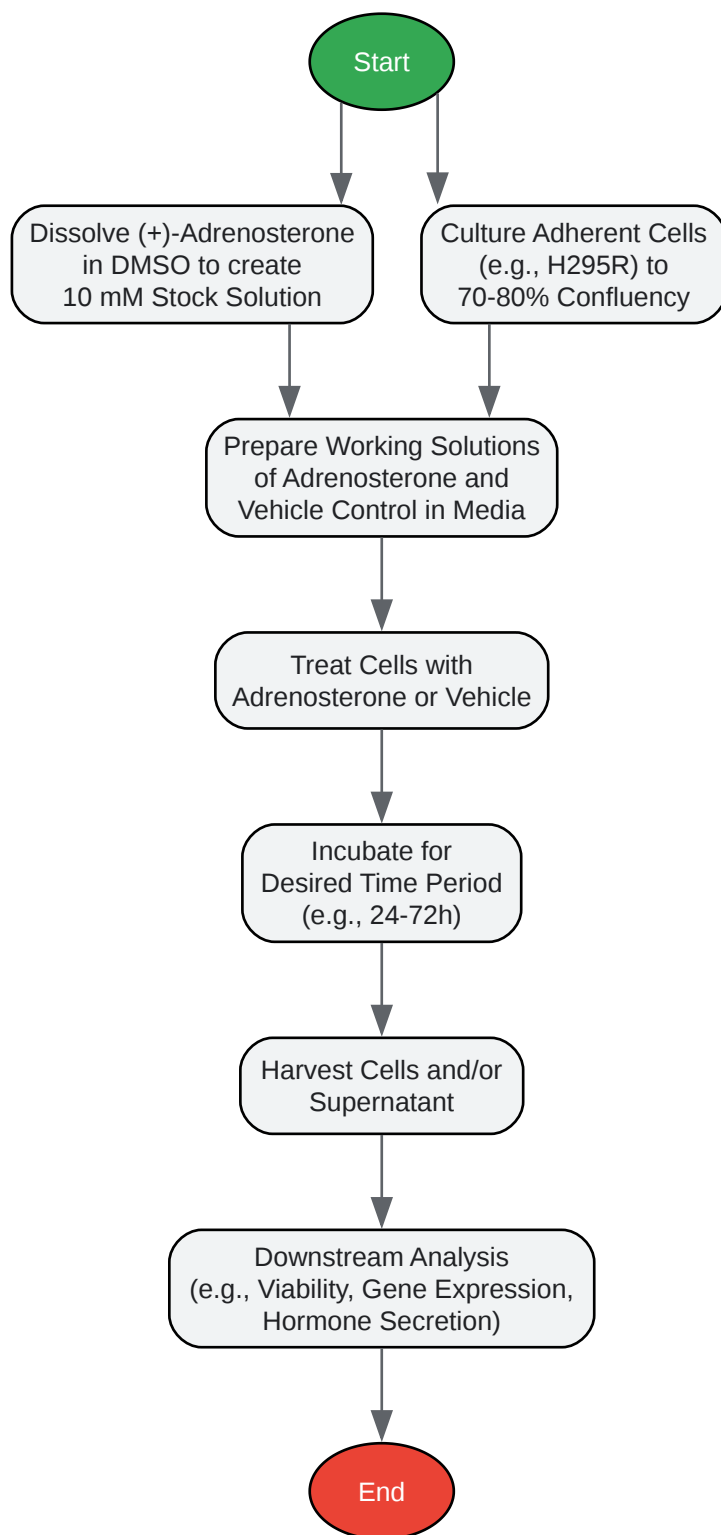 Start
Dissolve (+)-Adrenosterone
in DMSO to create
10 mM Stock Solution
Culture Adherent Cells
(e.g., H295R) to
70-80% Confluency
Prepare Working Solutions
of Adrenosterone and
Vehicle Control in Media
Treat Cells with
Adrenosterone or Vehicle
Incubate for
Desired Time Period
(e.g., 24-72h)
Harvest Cells and/or
Supernatant
Downstream Analysis
(e.g., Viability, Gene Expression,
Hormone Secretion)
End